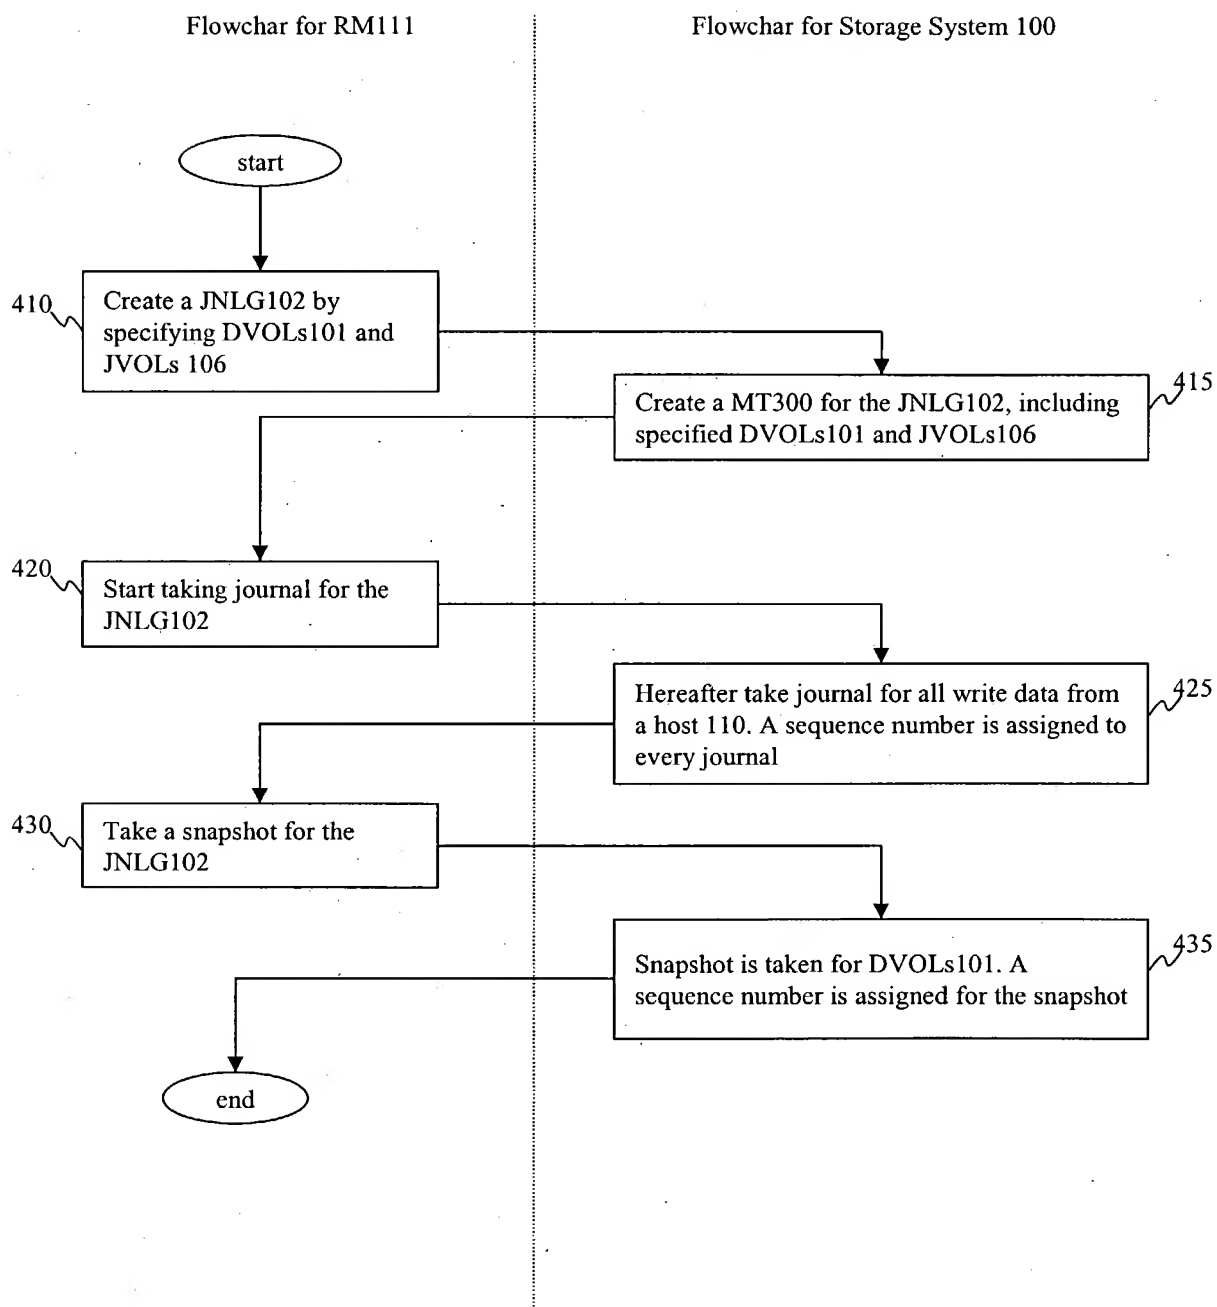 Flowchar for RM111
Flowchar for Storage System 100
start
410
Create a JNLG102 by
specifying DVOLs101 and
JVOLs 106
415
Create a MT300 for the JNLG102, including
specified DVOLs101 and JVOLs106
420
Start taking journal for the
JNLG102
425
Hereafter take journal for all write data from
a host 110. A sequence number is assigned to
every journal
430
Take a snapshot for the
JNLG102
435
Snapshot is taken for DVOLs101. A
sequence number is assigned for the snapshot
end